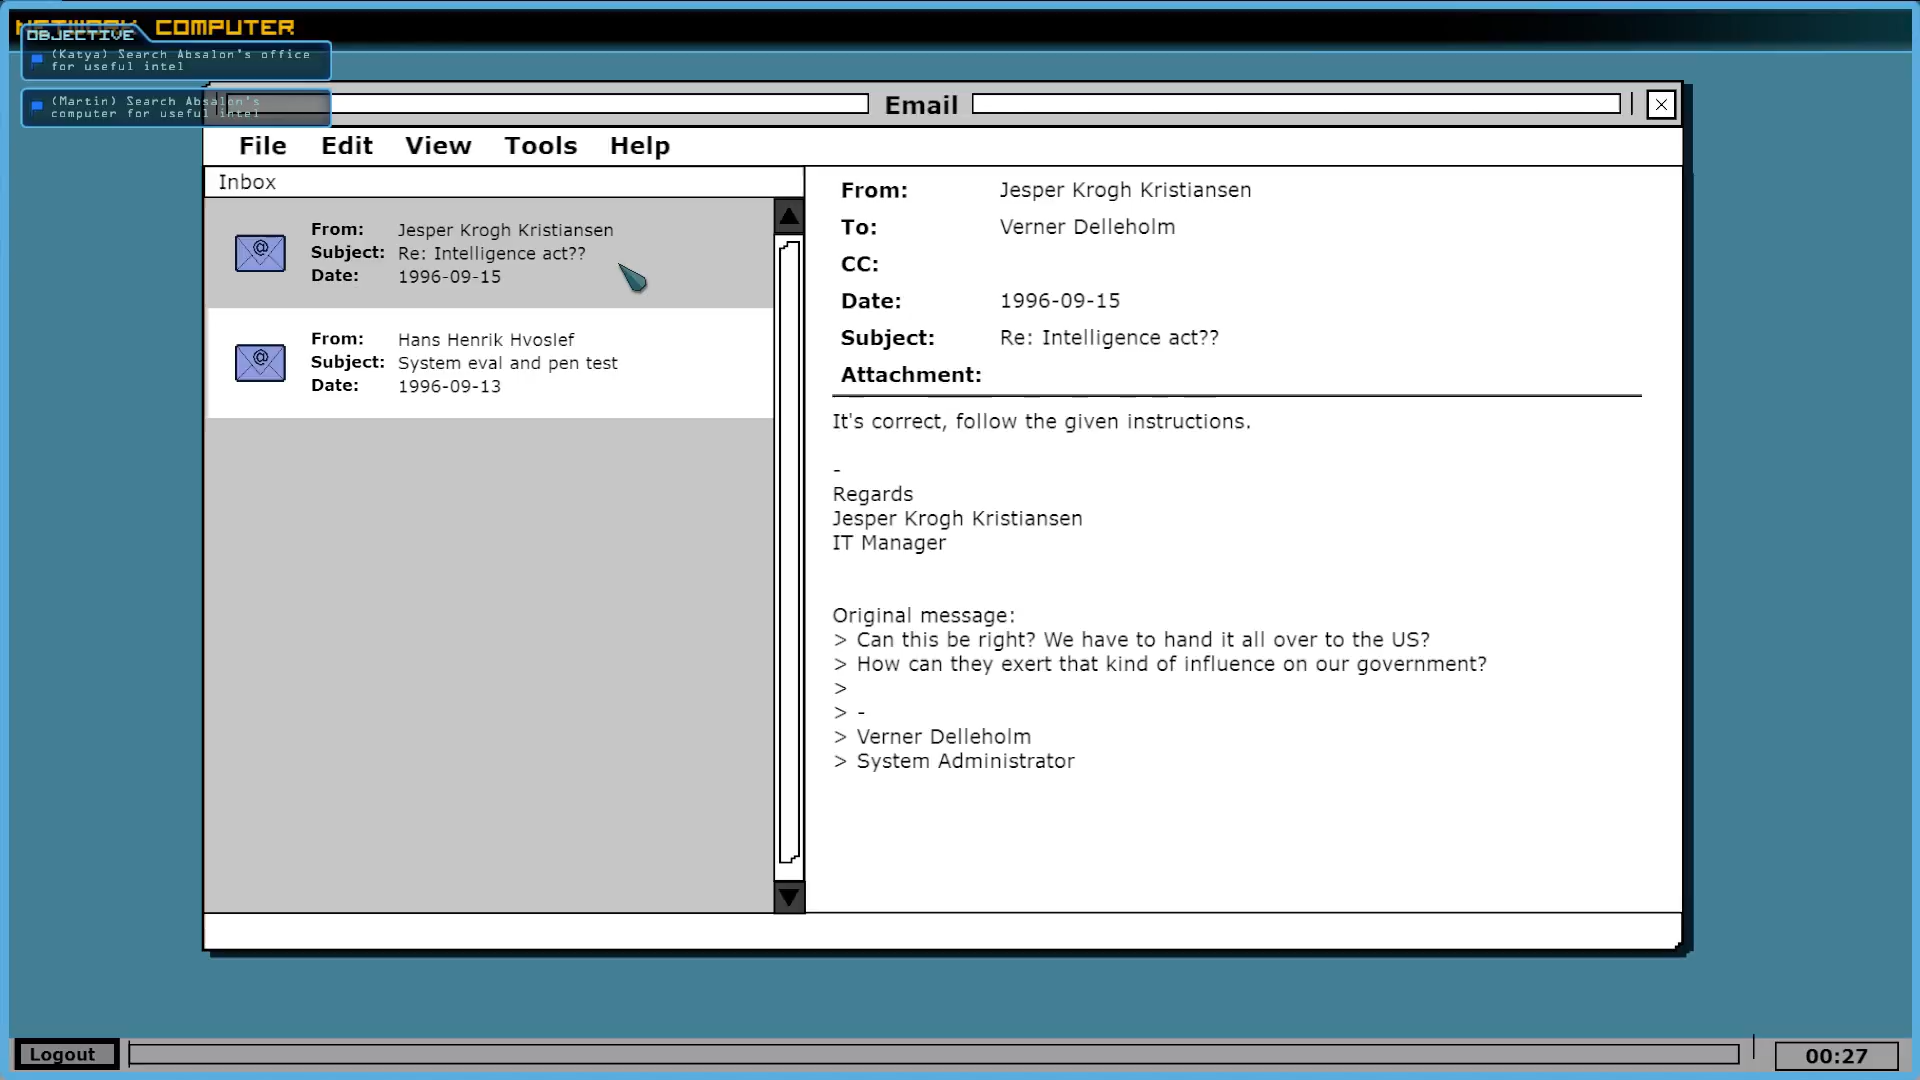 NETWORK COMPUTER
OBJECTIVE
(Katya) Search Absalon's office
for useful intel
(Martin) Search Absalon's
computer for useful intel
Email
File Edit View Tools Help
Inbox
From: Jesper Krogh Kristiansen
Subject: Re: Intelligence act??
Date: 1996-09-15
From: Hans Henrik Hvoslef
Subject: System eval and pen test
Date: 1996-09-13
From: Jesper Krogh Kristiansen
To: Verner Delleholm
CC:
Date: 1996-09-15
Subject: Re: Intelligence act??
Attachment:
It's correct, follow the given instructions.
-
Regards
Jesper Krogh Kristiansen
IT Manager
Original message:
> Can this be right? We have to hand it all over to the US?
> How can they exert that kind of influence on our government?
>
> -
> Verner Delleholm
> System Administrator
Logout
00:27